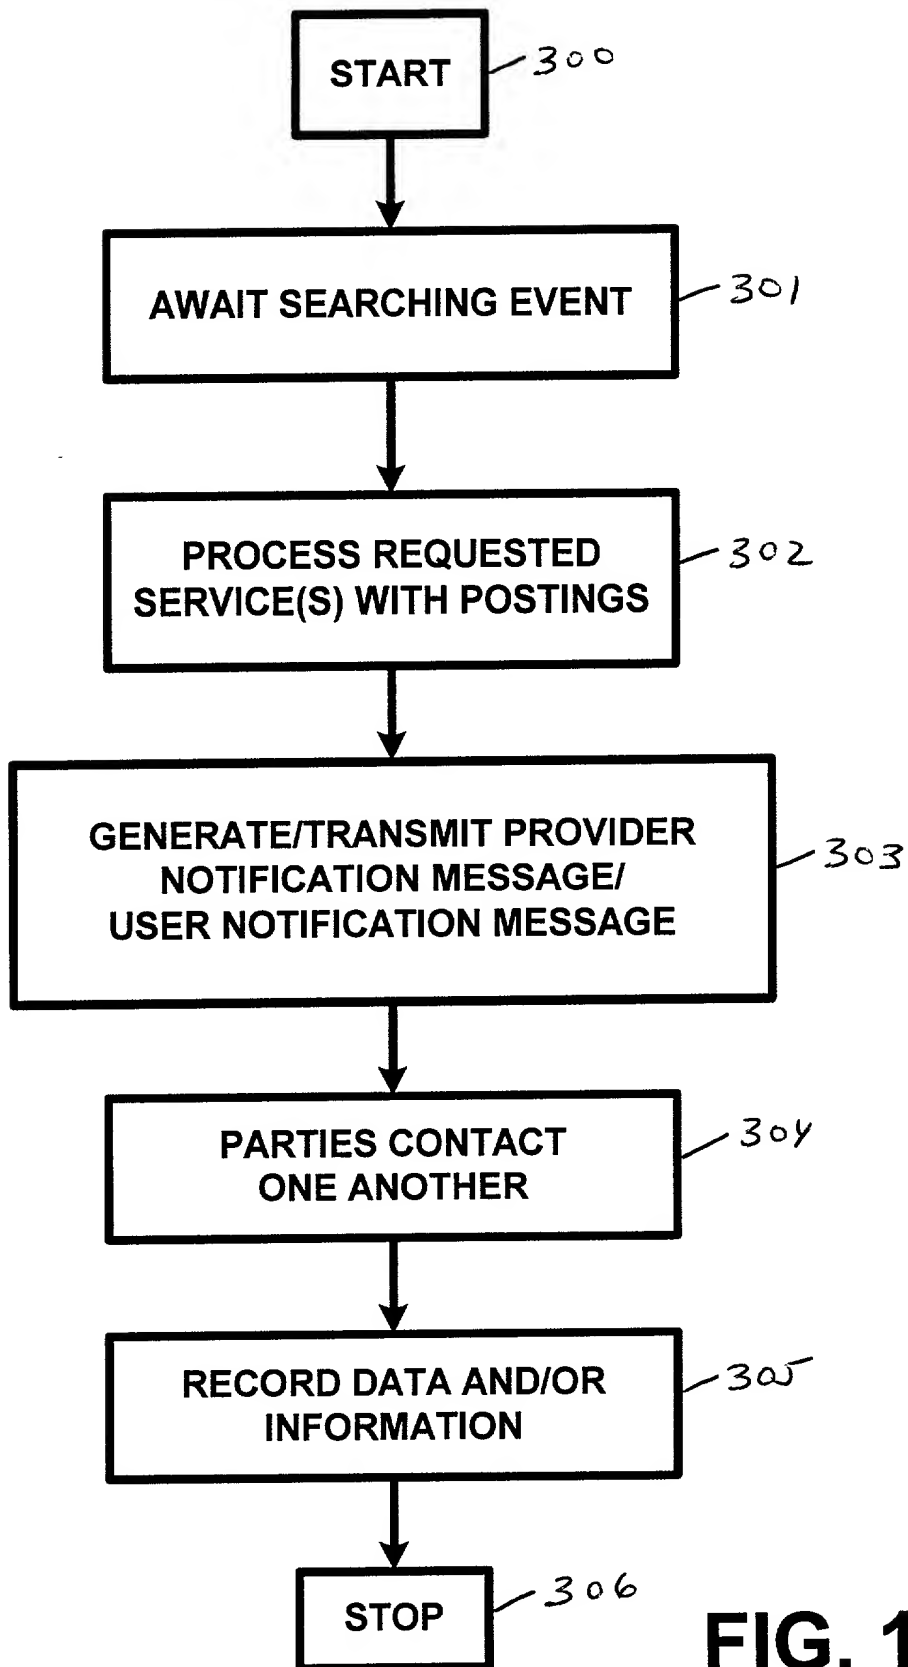 START
300
AWAIT SEARCHING EVENT
301
PROCESS REQUESTED
SERVICE(S) WITH POSTINGS
302
GENERATE/TRANSMIT PROVIDER
NOTIFICATION MESSAGE/
USER NOTIFICATION MESSAGE
303
PARTIES CONTACT
ONE ANOTHER
304
RECORD DATA AND/OR
INFORMATION
305
STOP
306
FIG. 1